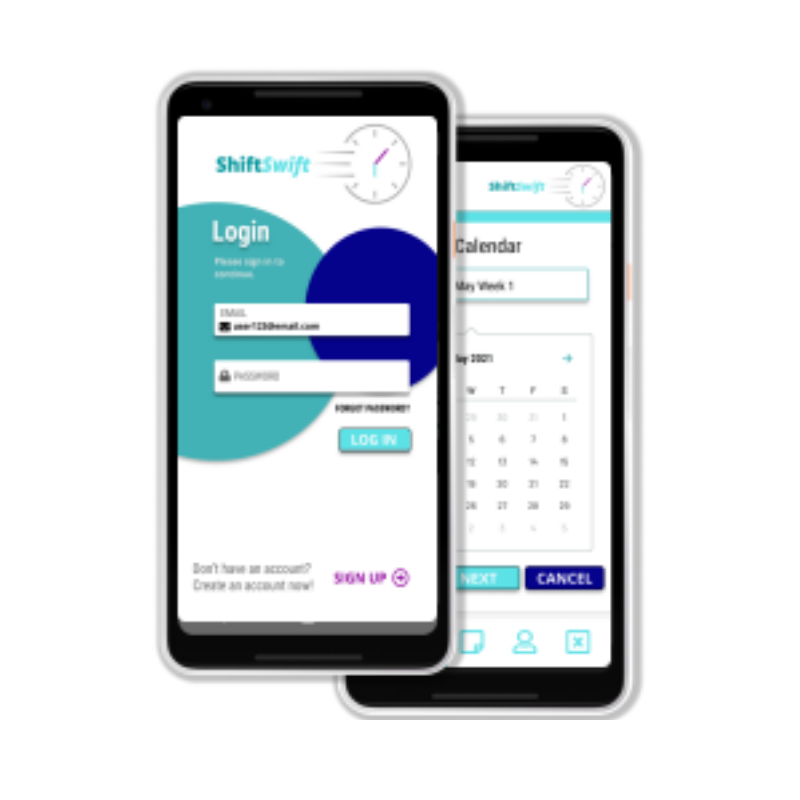 ShiftSwift
Login
Please sign in to
continue.
EMAIL
user123@email.com
PASSWORD
FORGOT PASSWORD?
LOG IN
Don't have an account?
Create an account now!
SIGN UP
ShiftSwift
Calendar
May Week 1
May 2021
W T F S
29 30 31 1
5 6 7 8
12 13 14 15
19 20 21 22
26 27 28 29
2 3 4 5
NEXT
CANCEL